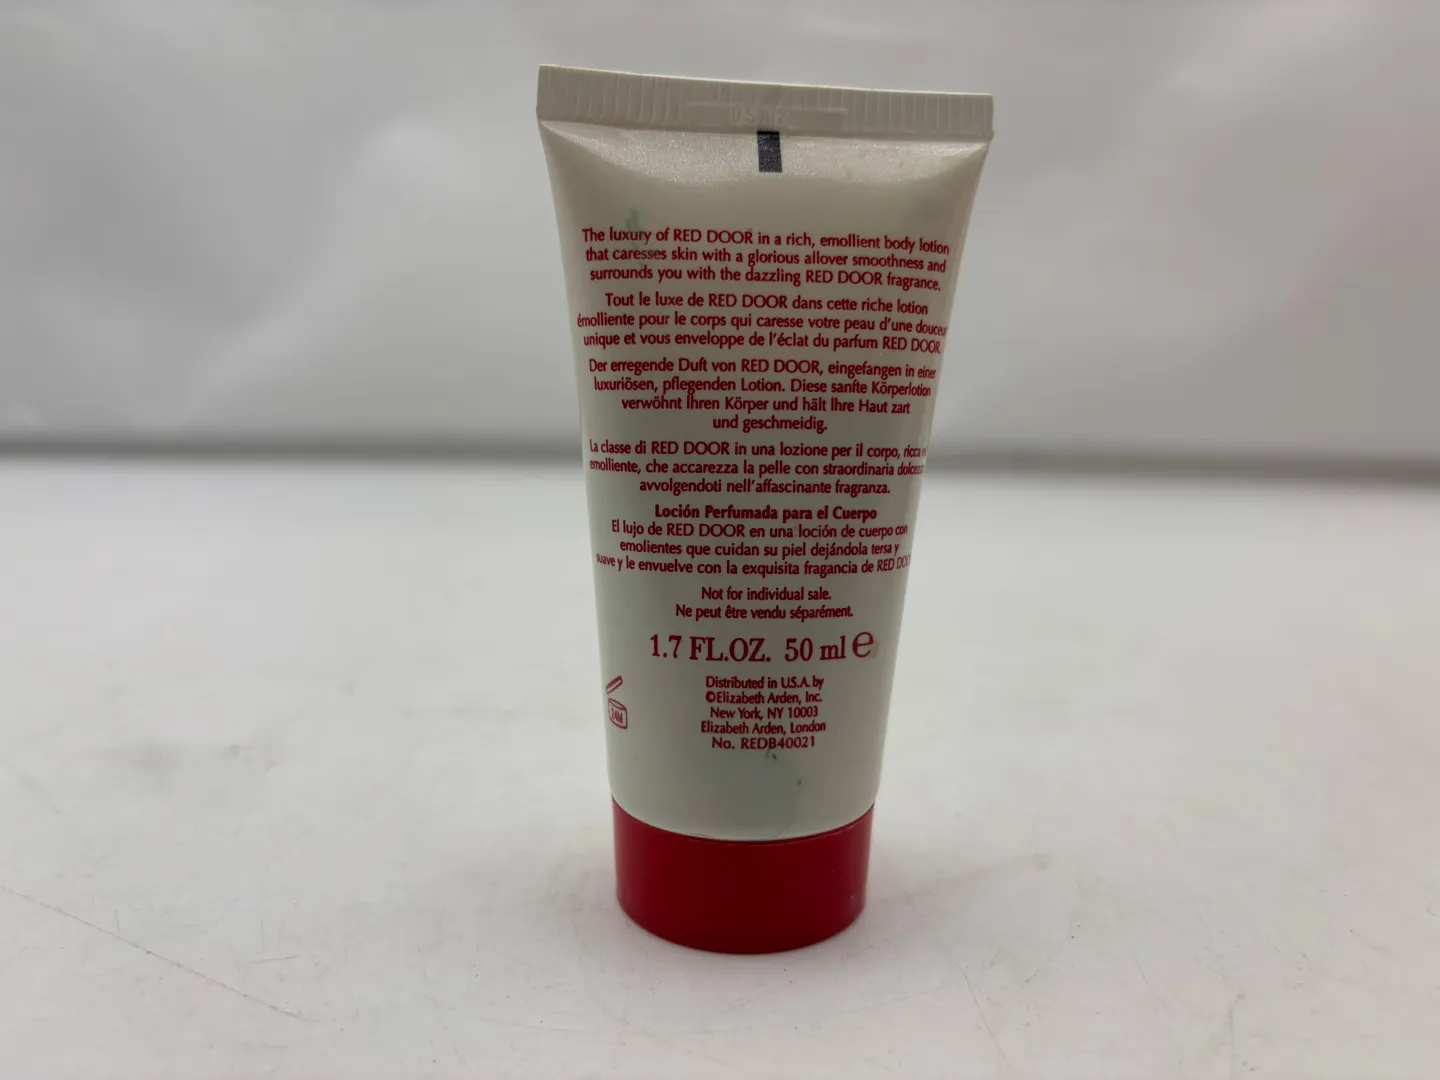 The luxury of RED DOOR in a rich, emollient body lotion
that caresses skin with a glorious allover smoothness and
surrounds you with the dazzling RED DOOR fragrance.
Tout le luxe de RED DOOR dans cette riche lotion
émolliente pour le corps qui caresse votre peau d'une douceur
unique et vous enveloppe de l'éclat du parfum RED DOOR.
Der erregende Duft von RED DOOR, eingefangen in einer
luxuriösen, pflegenden Lotion. Diese sanfte Körperlotion
verwöhnt Ihren Körper und hält Ihre Haut zart
und geschmeidig.
La classe di RED DOOR in una lozione per il corpo, ricca
emolliente, che accarezza la pelle con straordinaria
avvolgendoti nell'affascinante fragranza.
Loción Perfumada para el Cuerpo
El lujo de RED DOOR en una loción de cuerpo con
emolientes que cuidan su piel dejándola tersa y
suave y le envuelve con la exquisita fragancia de RED
Not for individual sale.
Ne peut être vendu séparément.
1.7 FL.OZ. 50 ml e
Distributed in U.S.A. by
©Elizabeth Arden, Inc.
New York, NY 10003
Elizabeth Arden, London
No. REDB40021
24M